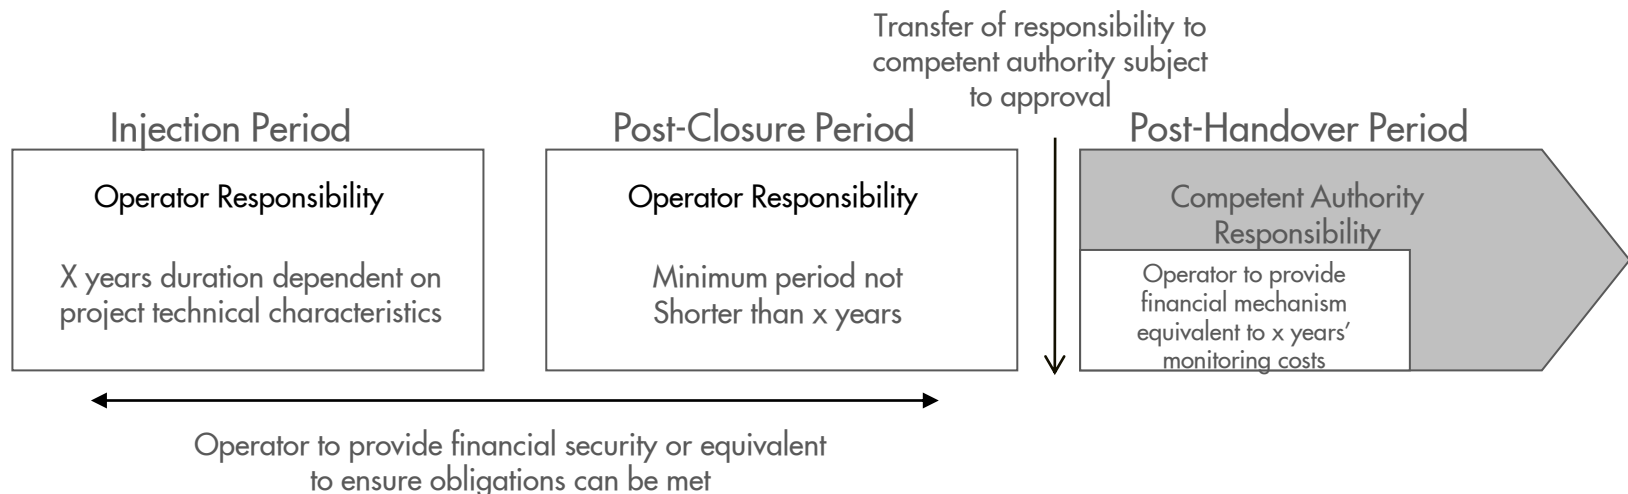 Transfer of responsibility to
competent authority subject
to approval
Injection Period
Operator Responsibility
X years duration dependent on
project technical characteristics
Post-Closure Period
Operator Responsibility
Minimum period not
Shorter than x years
Post-Handover Period
Competent Authority
Responsibility
Operator to provide
financial mechanism
equivalent to x years’
monitoring costs
Operator to provide financial security or equivalent
to ensure obligations can be met